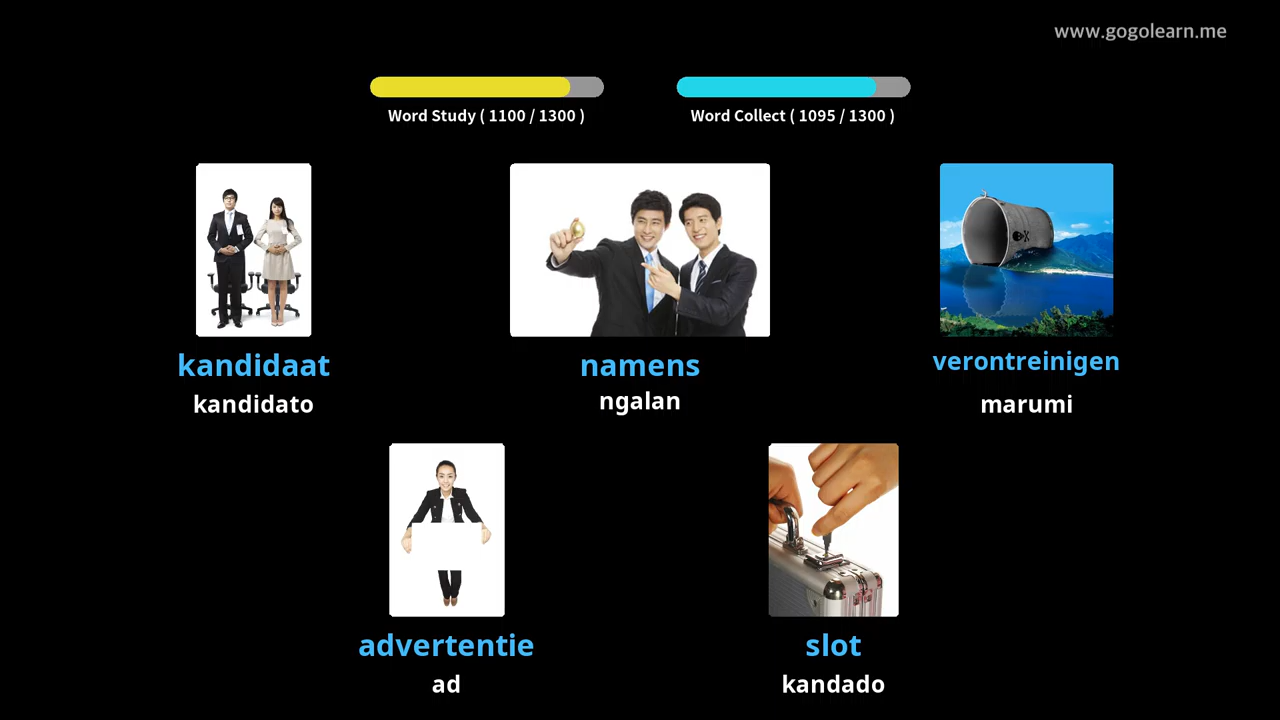 www.gogolearn.me
Word Study ( 1100 / 1300 )
Word Collect ( 1095 / 1300 )
kandidaat
kandidato
namens
ngalan
verontreinigen
marumi
advertentie
ad
slot
kandado